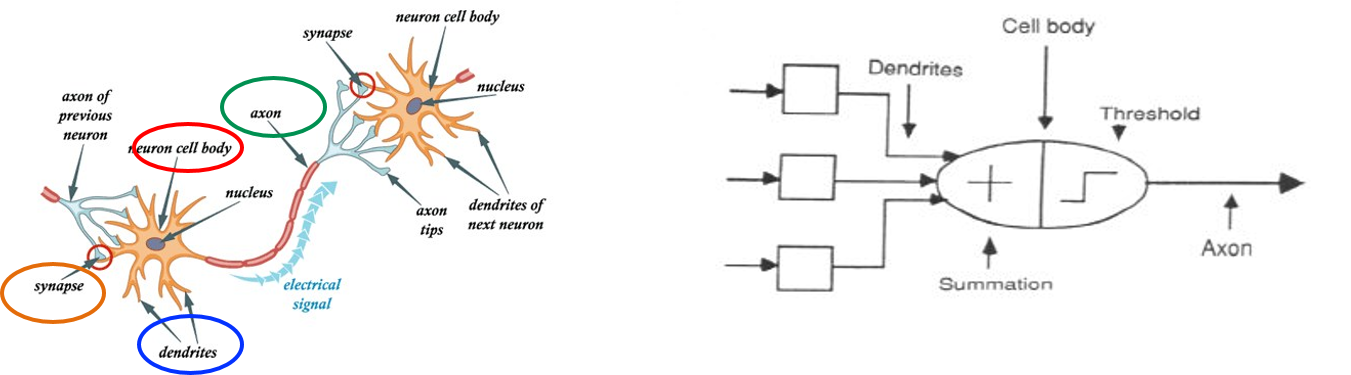 neuron cell body
synapse
nucleus
axon of
previous
neuron
axon
neuron cell body
nucleus
axon
tips
dendrites of
next neuron
synapse
electrical
signal
dendrites
Cell body
Dendrites
Threshold
Summation
Axon